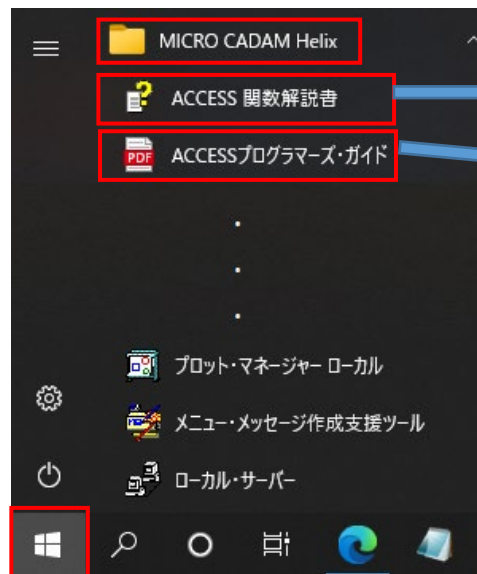 MICRO CADAM Helix
ACCESS 関数解説書
PDF
ACCESSプログラマーズ・ガイド
プロット・マネージャー ローカル
メニュー・メッセージ作成支援ツール
ローカル・サーバー